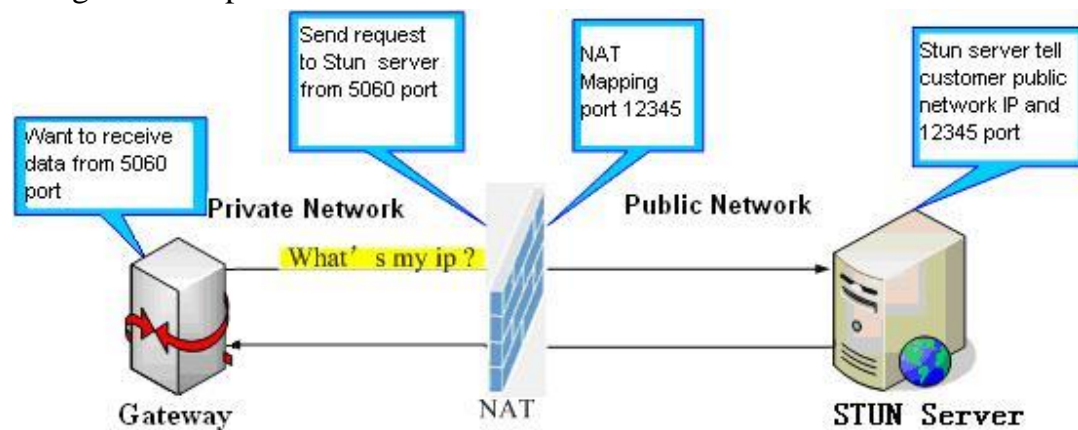 Send request
to Stun  server
from 5060 port
NAT
Mapping
port 12345
Stun server tell
customer public
network IP and
12345 port
Want to receive
data from 5060
port
Private Network
Public Network
What's my ip ?
Gateway
NAT
STUN Server